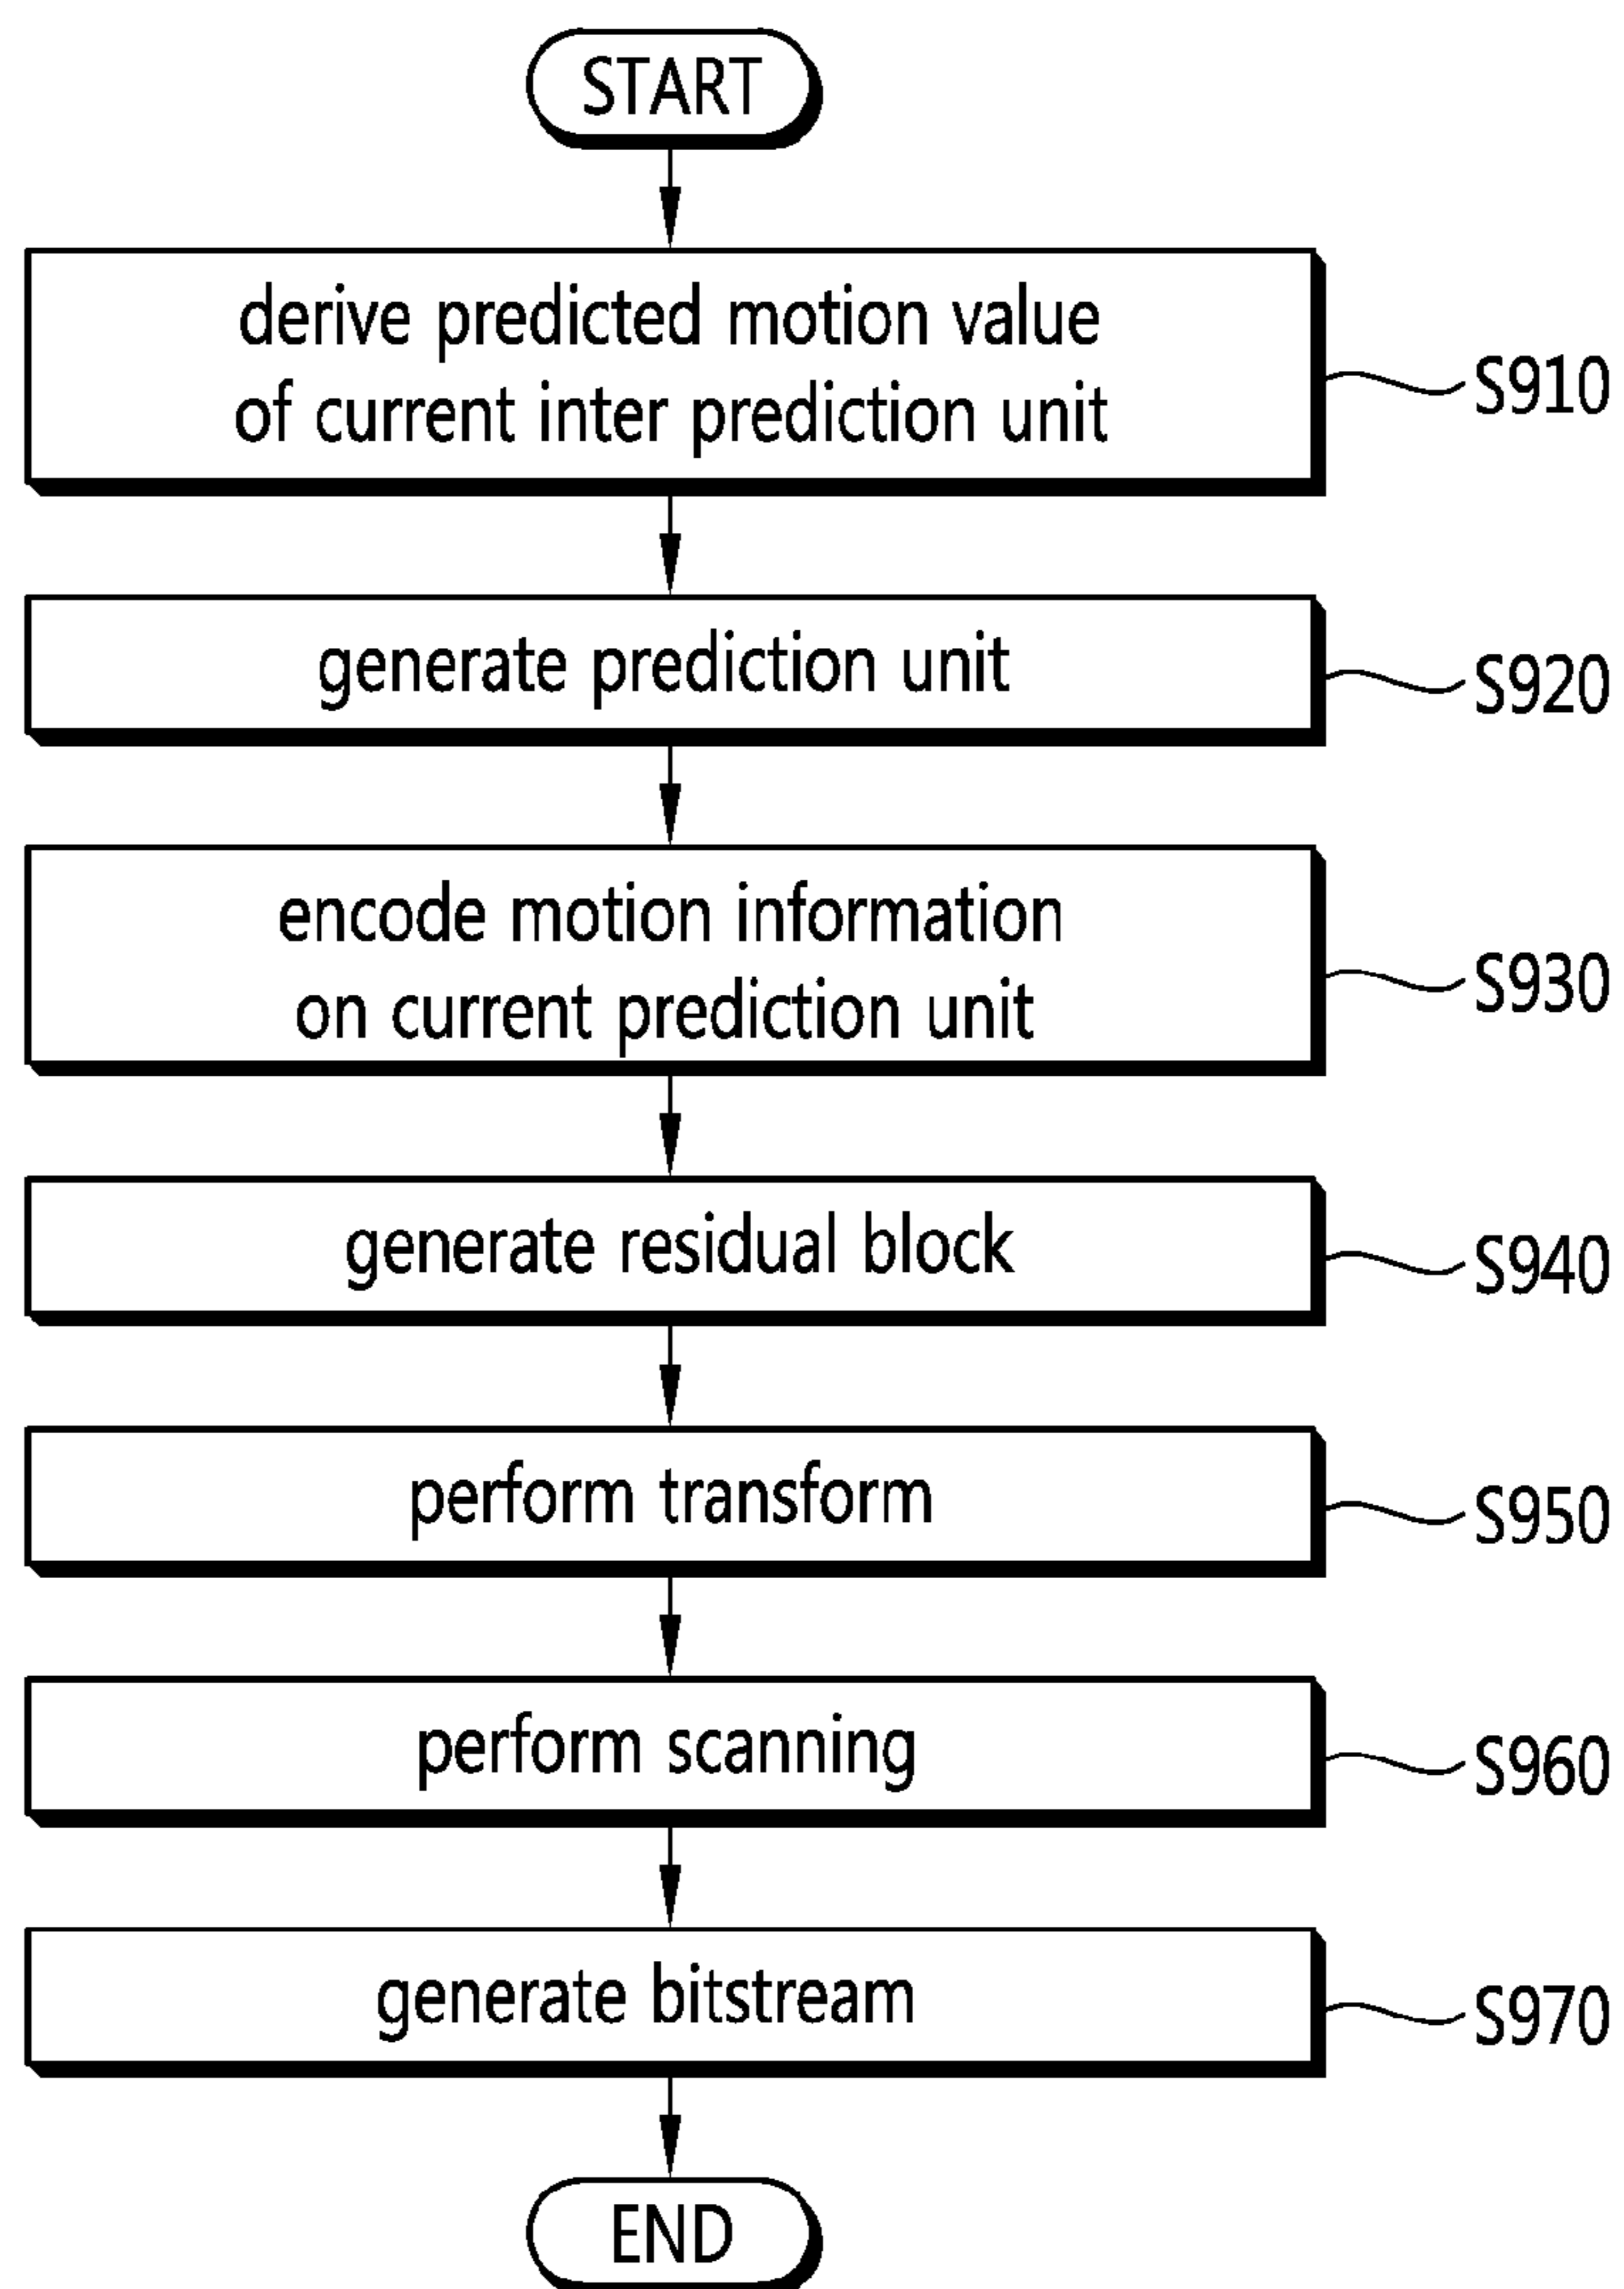 START
derive predicted motion value
of current inter prediction unit
S910
generate prediction unit
S920
encode motion information
on current prediction unit
S930
generate residual block
S940
perform transform
S950
perform scanning
S960
generate bitstream
S970
END